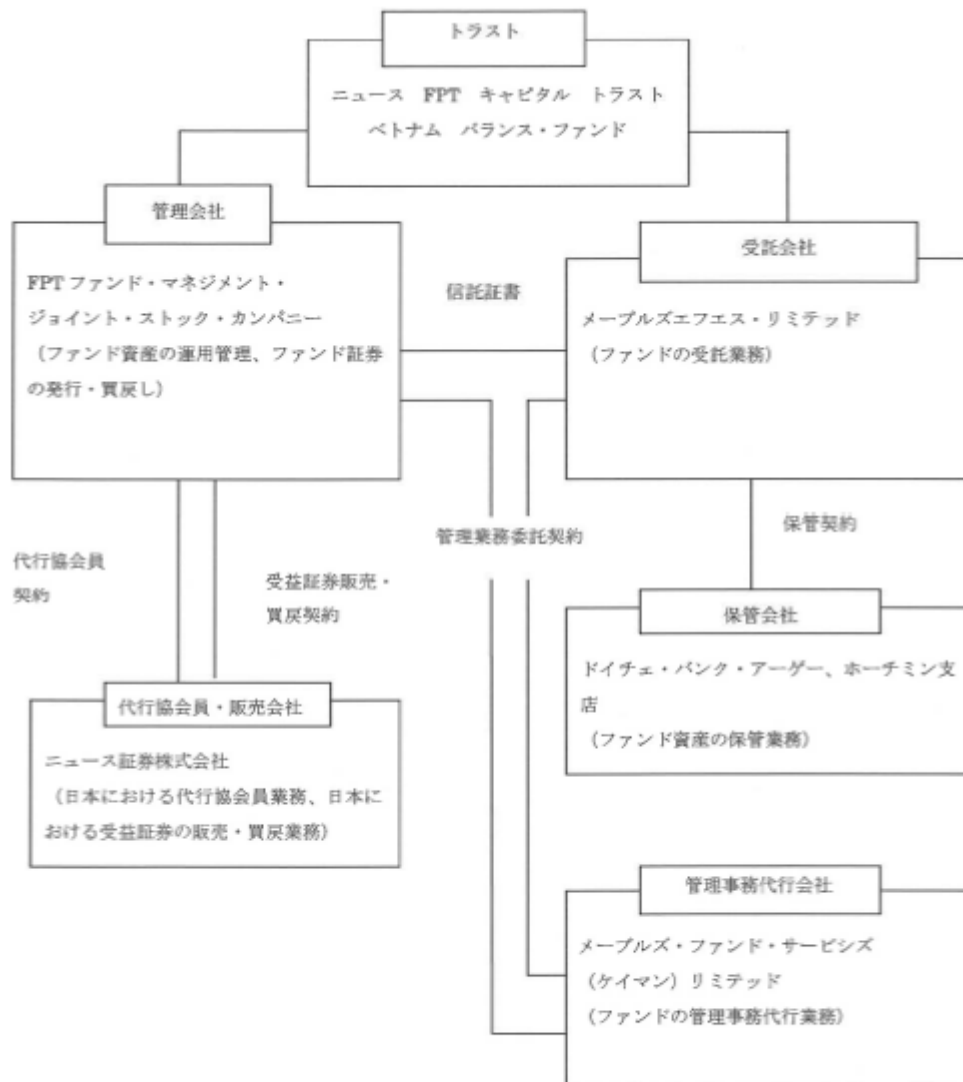 トラスト
ニュース FPT キャピタル トラスト
ベトナム バランス・ファンド
管理会社
FPTファンド・マネジメント・
ジョイント・ストック・カンパニー
（ファンド資産の運用管理、ファンド証券
の発行・買戻し）
信託証書
受託会社
メープルズエフエス・リミテッド
（ファンドの受託業務）
管理業務委託契約
保管契約
代行協会員
契約
受益証券販売・
買戻契約
保管会社
ドイチェ・バンク・アーゲー、ホーチミン支
店
（ファンド資産の保管業務）
代行協会員・販売会社
ニュース証券株式会社
（日本における代行協会員業務、日本に
おける受益証券の販売・買戻業務）
管理事務代行会社
メープルズ・ファンド・サービシズ
（ケイマン）リミテッド
（ファンドの管理事務代行業務）